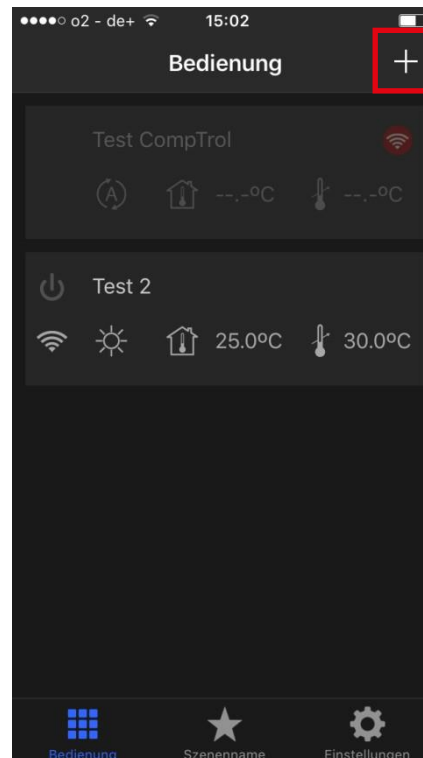 o2 - de+ 15:02
Bedienung
Test CompTrol
A --.-ºC --.-ºC
Test 2
25.0ºC 30.0ºC
Bedienung Szenenname Einstellungen